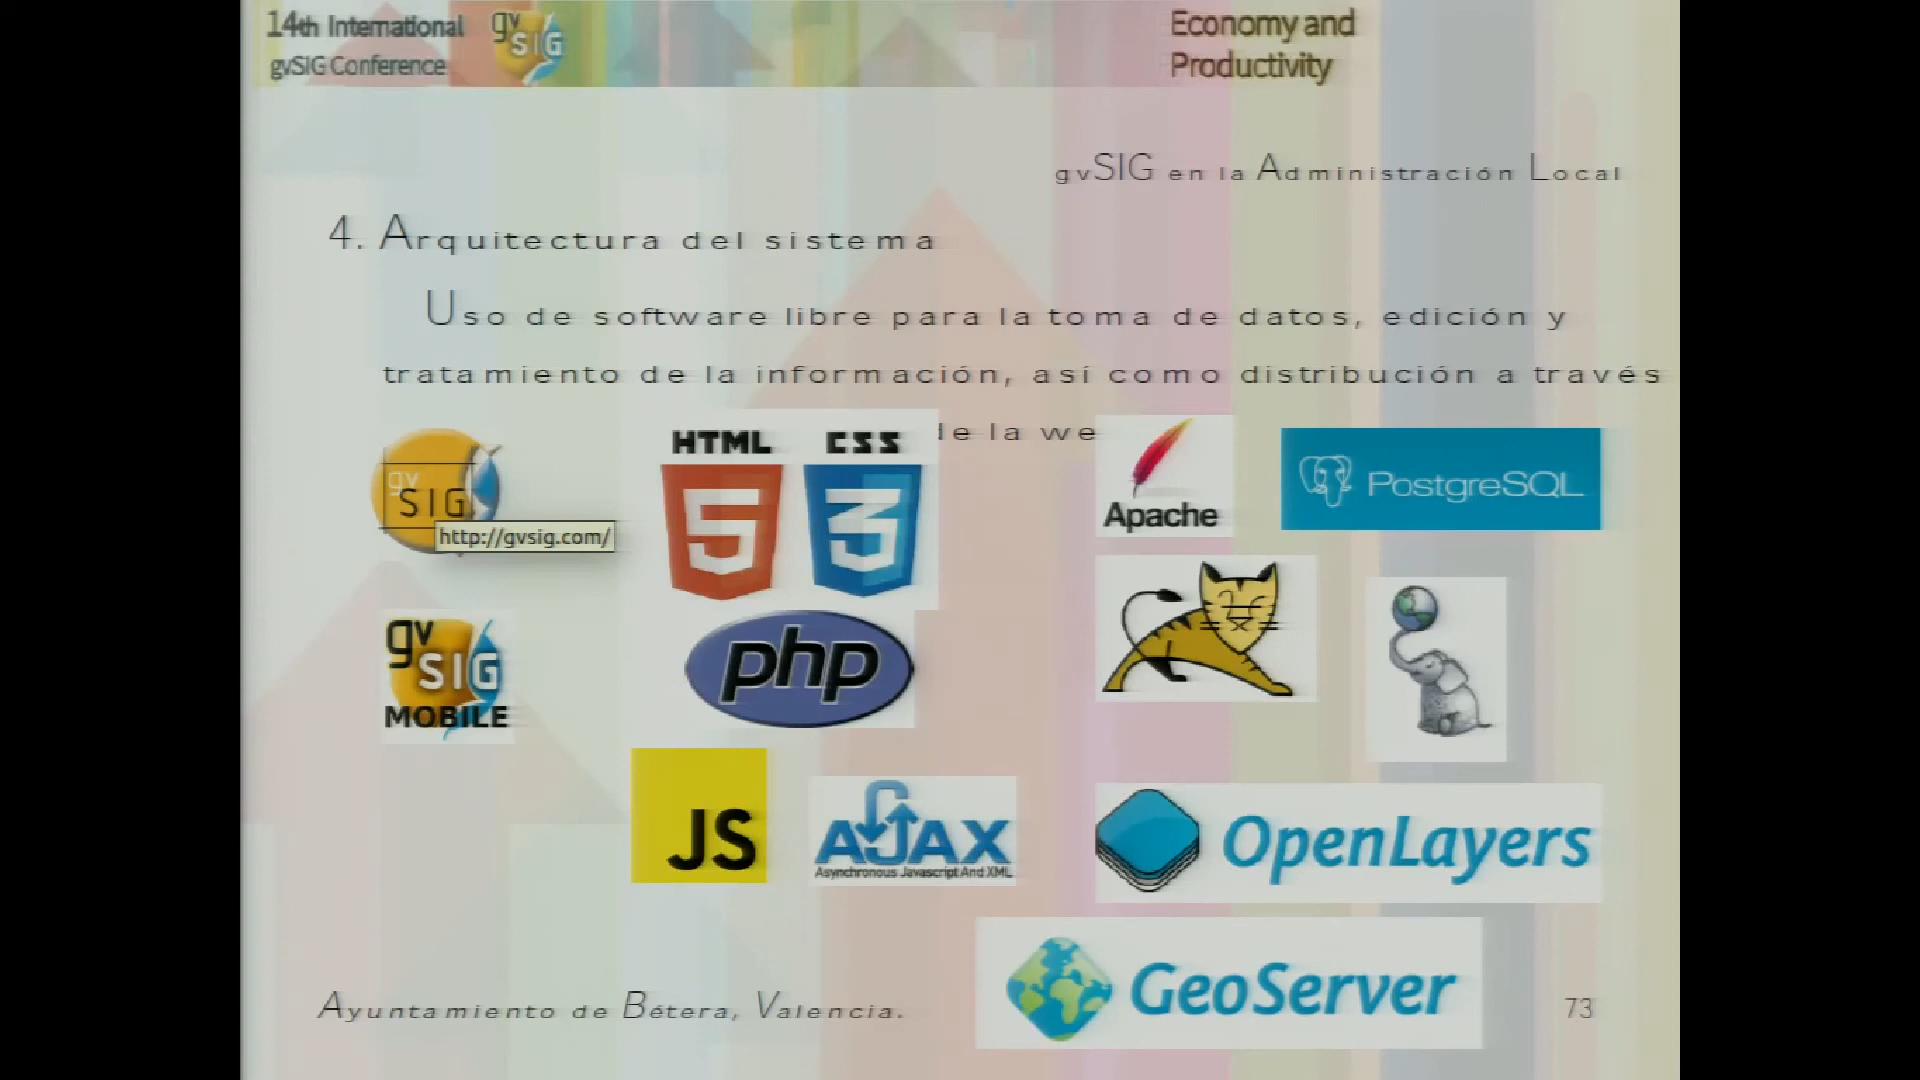 14th International
gvSIG Conference
gvSIG
Economy and
Productivity
gvSIG en la Administración Local
4. Arquitectura del sistema
Uso de software libre para la toma de datos, edición y
tratamiento de la información, así como distribución a través
de la we
gvSIG
http://gvsig.com/
HTML CSS
5 3
Apache
PostgreSQL
gvSIG
MOBILE
php
JS
AJAX
Asynchronous Javascript And XML
OpenLayers
GeoServer
Ayuntamiento de Bétera, Valencia.
73